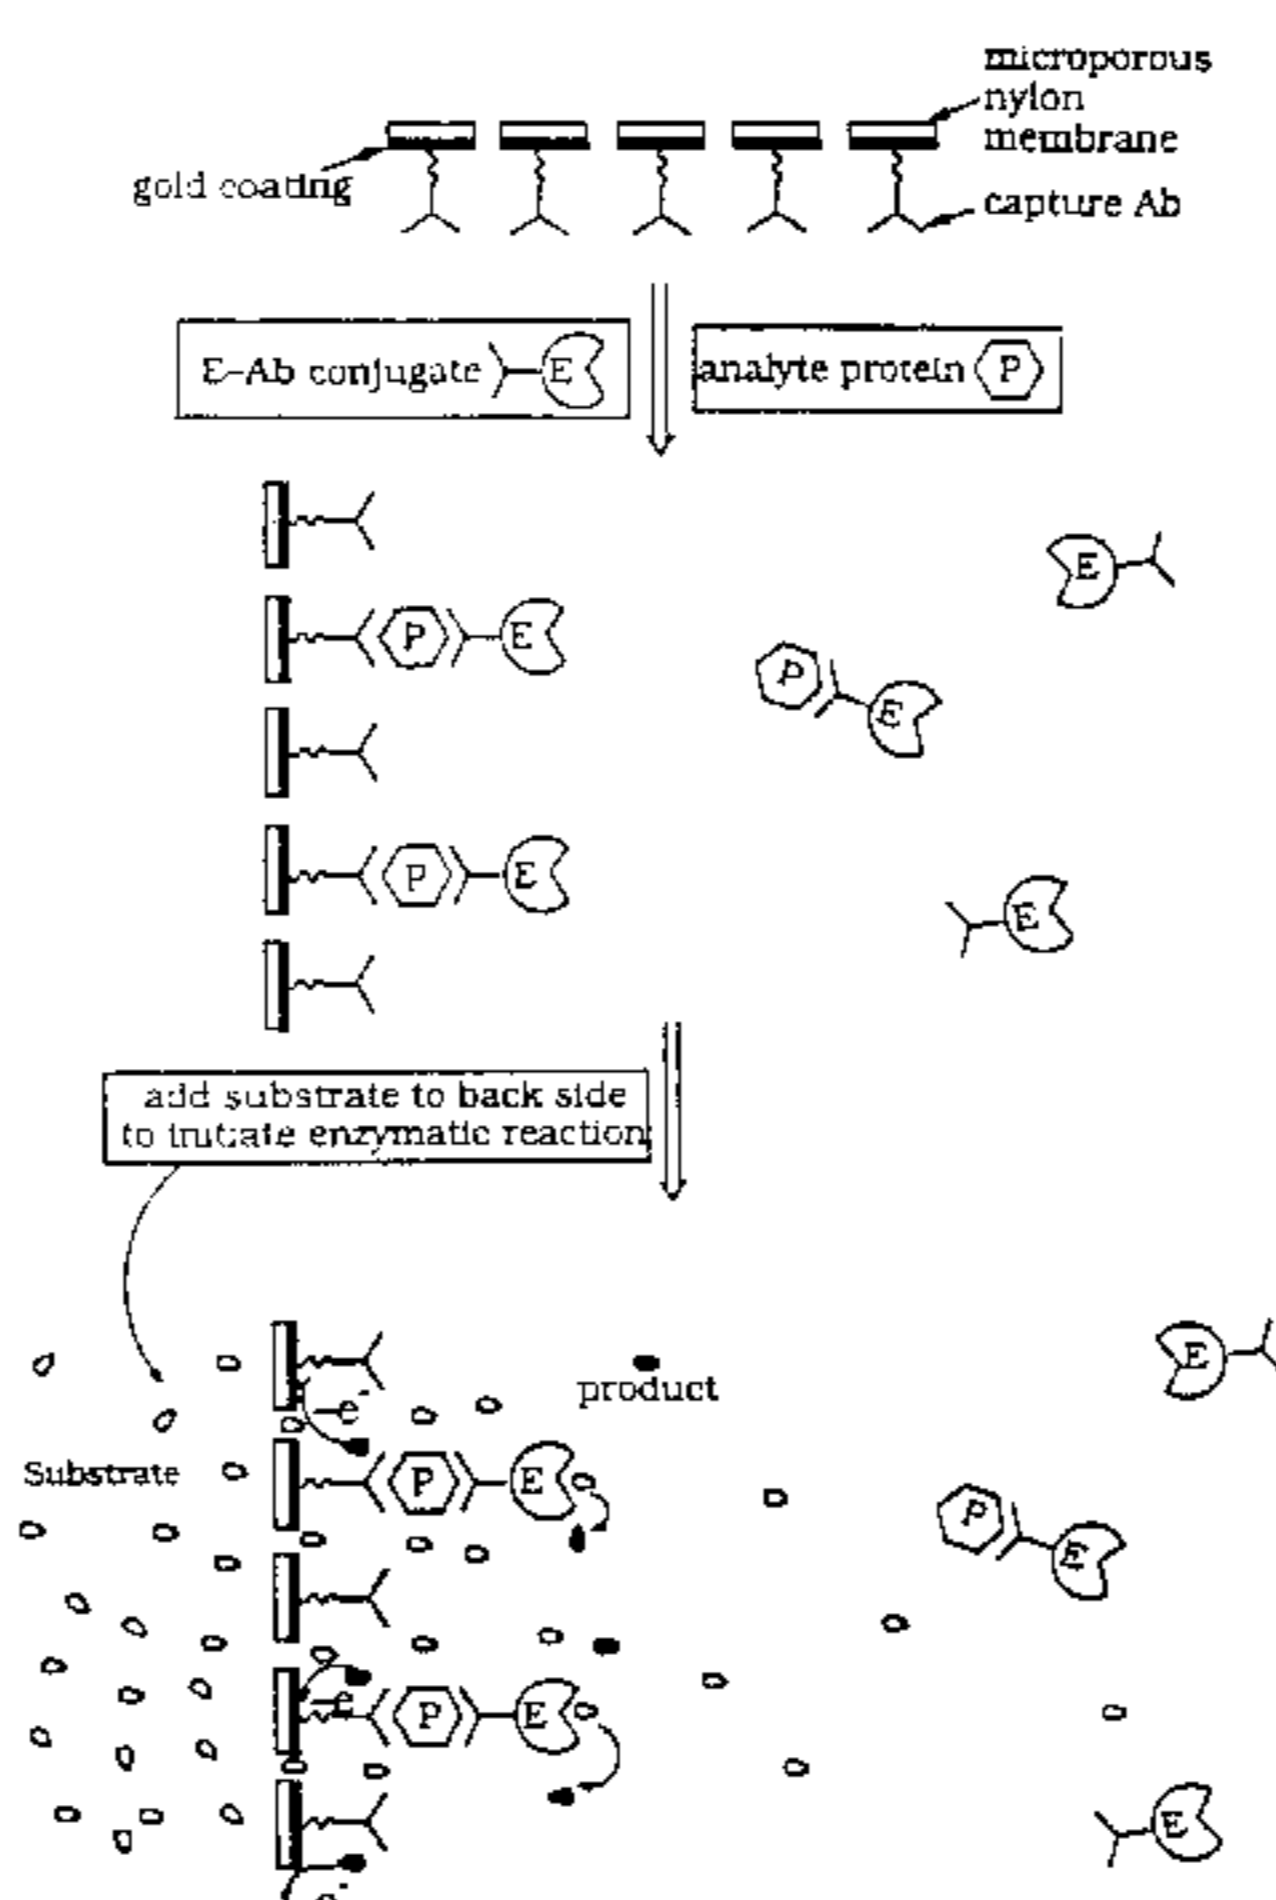 microporous
nylon
membrane
gold coating
capture Ab
E-Ab conjugate
E
analyte protein
P
E
P
E
P
E
P
E
E
add substrate to back side
to initiate enzymatic reaction
product
E
e-
Substrate
P
E
P
E
e-
P
E
E
e-